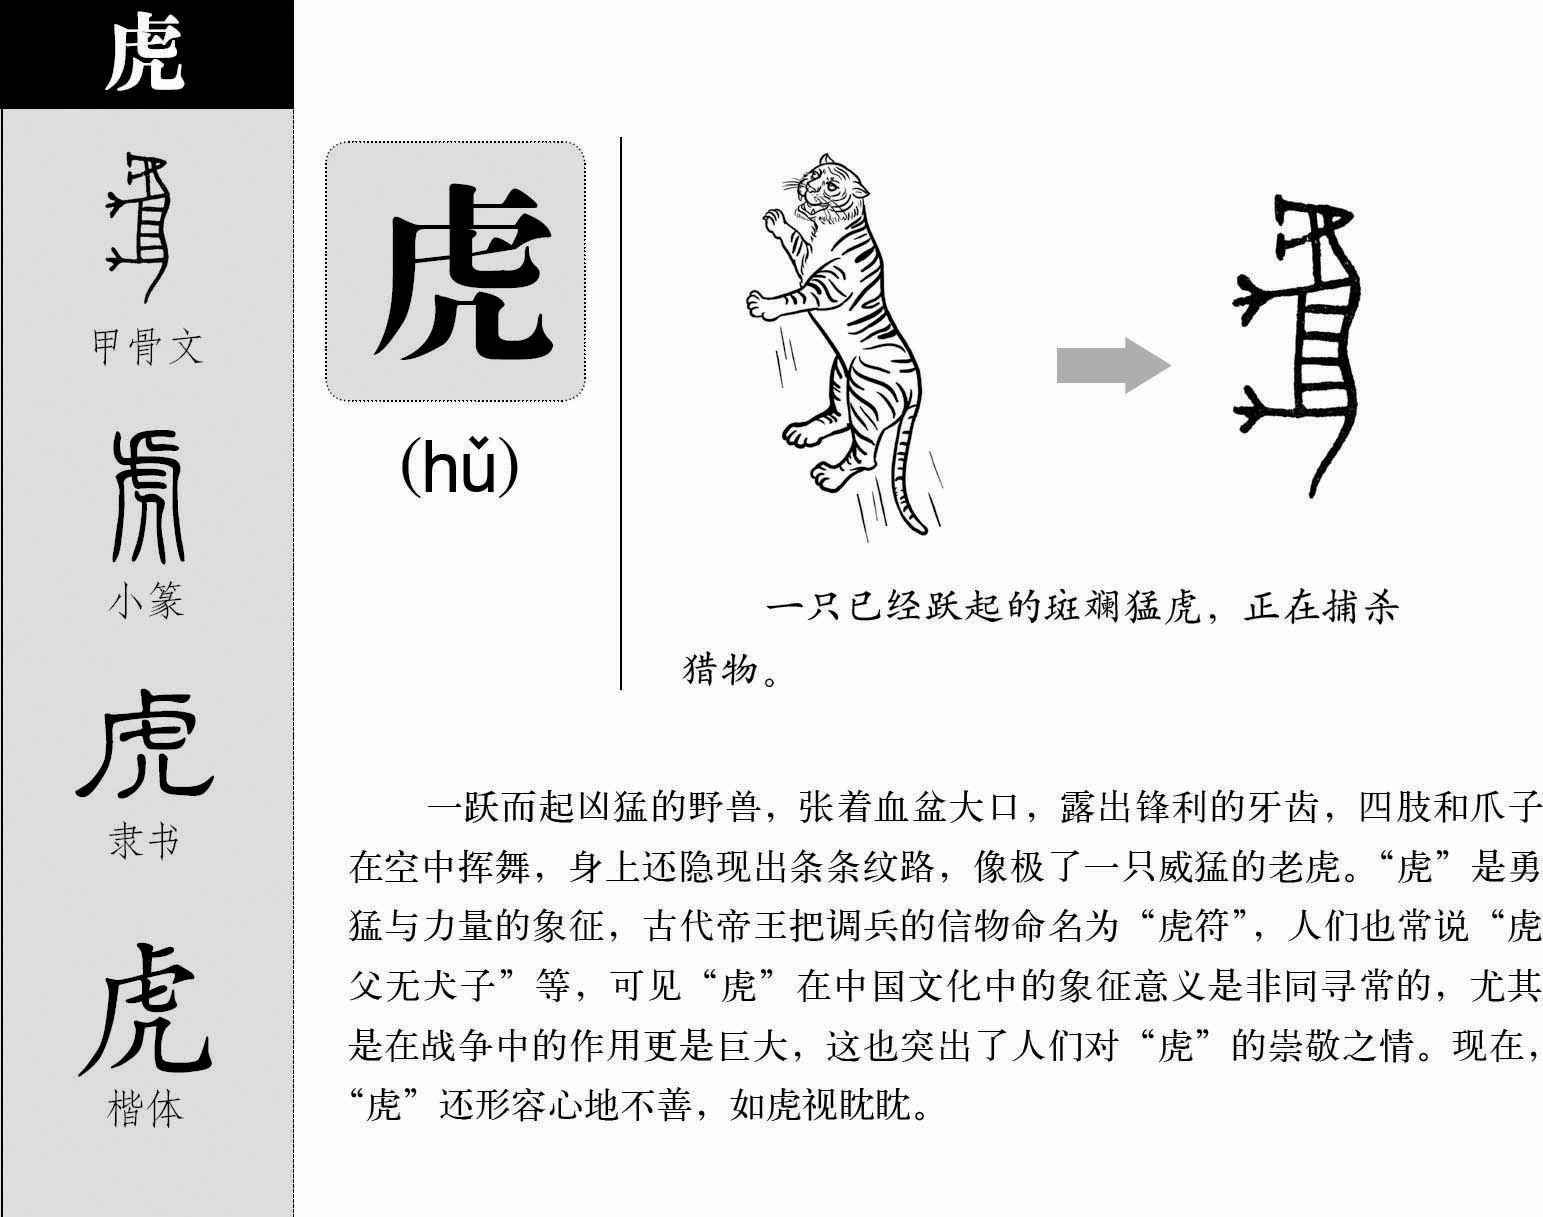 虎
甲骨文
小篆
隶书
楷体
虎
(hǔ)
一只已经跃起的斑斓猛虎，正在捕杀
猎物。
一跃而起凶猛的野兽，张着血盆大口，露出锋利的牙齿，四肢和爪子
在空中挥舞，身上还隐现出条条纹路，像极了一只威猛的老虎。“虎”是勇
猛与力量的象征，古代帝王把调兵的信物命名为“虎符”，人们也常说“虎
父无犬子”等，可见“虎”在中国文化中的象征意义是非同寻常的，尤其
是在战争中的作用更是巨大，这也突出了人们对“虎”的崇敬之情。现在，
“虎”还形容心地不善，如虎视眈眈。